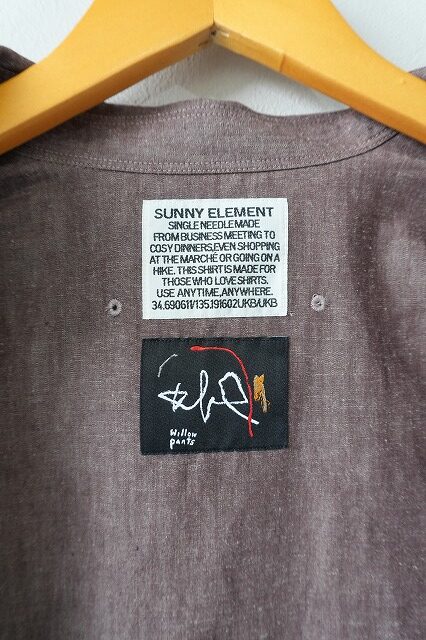 SUNNY ELEMENT
SINGLE NEEDLE MADE
FROM BUSINESS MEETING TO
COSY DINNERS,EVEN SHOPPING
AT THE MARCHÉ OR GOING ON A
HIKE. THIS SHIRT IS MADE FOR
THOSE WHO LOVE SHIRTS.
USE ANYTIME, ANYWHERE.
34.690611/135.191602UKB/UKB
Willow
pants